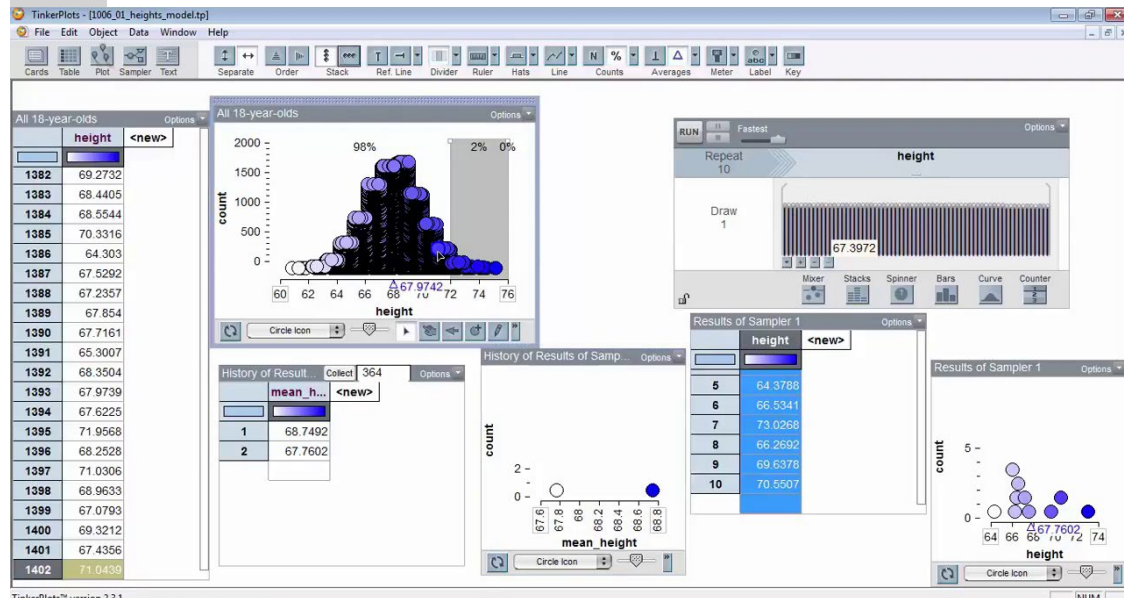 TinkerPlots - [1006_01_heights_model.tp]
File Edit Object Data Window Help
Cards Table Plot Sampler Text Separate Order Stack Ref. Line Divider Ruler Hats Line Counts Averages Meter Label Key
N % abc
All 18-year-olds Options
height <new>
1382 69.2732
1383 68.4405
1384 68.5544
1385 70.3316
1386 64.303
1387 67.5292
1388 67.2357
1389 67.854
1390 67.7161
1391 65.3007
1392 68.3504
1393 67.9739
1394 67.6225
1395 71.9568
1396 68.2528
1397 71.0306
1398 68.9633
1399 67.0793
1400 69.3212
1401 67.4356
1402 71.0439
All 18-year-olds Options
98% 2% 0%
2000
1500
1000
500
0
count
67.9742
60 62 64 66 68 70 72 74 76
height
Circle Icon
History of Result... Collect 364 Options
mean_h... <new>
1 68.7492
2 67.7602
History of Results of Samp... Options
count
2
0
67.6 67.8 68 68.2 68.4 68.6 68.8
mean_height
Circle Icon
RUN Fastest Options
Repeat
10
height
Draw
1
67.3972
Mixer Stacks Spinner Bars Curve Counter
Results of Sampler 1 Options
height <new>
5 64.3788
6 66.5341
7 73.0268
8 66.2692
9 69.6378
10 70.5507
Results of Sampler 1 Options
count
5
0
67.7602
64 66 68 70 72 74
height
Circle Icon
NUM